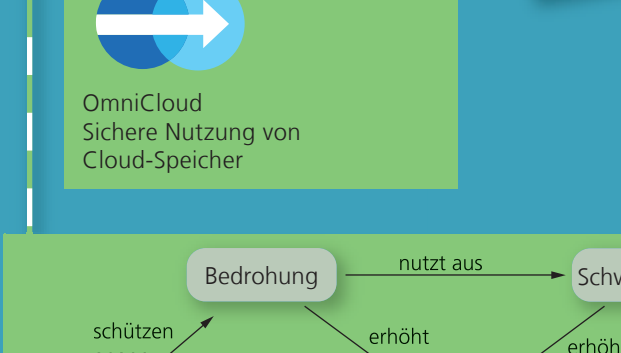 OmniCloud
Sichere Nutzung von
Cloud-Speicher
nutzt aus
Bedrohung
schützen
erhöht